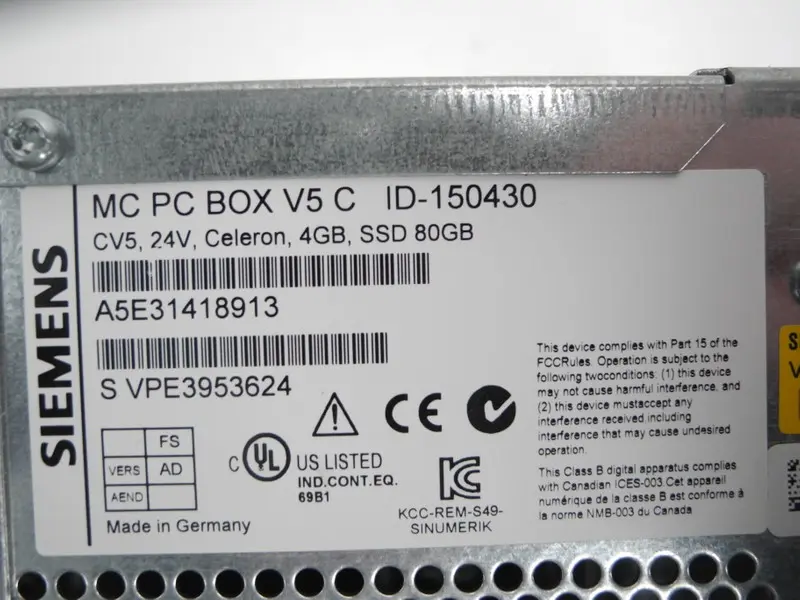 SIEMENS
MC PC BOX V5 C ID-150430
CV5, 24V, Celeron, 4GB, SSD 80GB
A5E31418913
S VPE3953624
FS
VERS AD
AEND
Made in Germany
C UL US LISTED
IND.CONT.EQ.
69B1
CE
KCC-REM-S49-
SINUMERIK
This device complies with Part 15 of the
FCCRules. Operation is subject to the
following twoconditions: (1) this device
may not cause harmful interference, and
(2) this device mustaccept any
interference received,including
interference that may cause undesired
operation.
This Class B digital apparatus complies
with Canadian ICES-003.Cet appareil
numérique de la classe B est conforme à
la norme NMB-003 du Canada